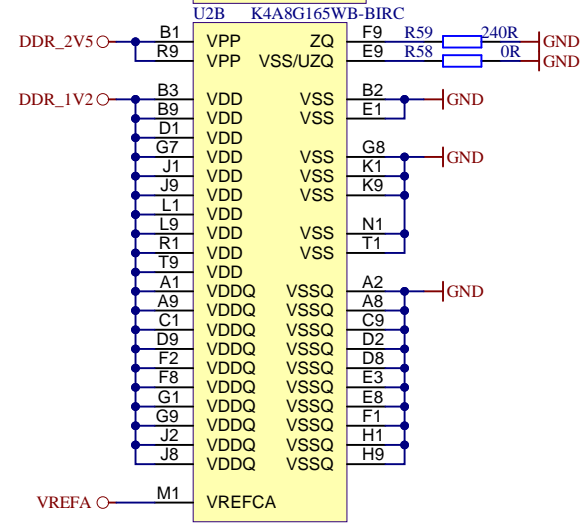 U2B K4A8G165WB-BIRC
DDR_2V5 B1 VPP ZQ F9 R59 240R GND
R9 VPP VSS/UZQ E9 R58 0R GND
DDR_1V2 B3 VDD VSS B2 GND
B9 VDD VSS E1
D1 VDD
G7 VDD VSS G8 GND
J1 VDD VSS K1
J9 VDD VSS K9
L1 VDD
L9 VDD VSS N1
R1 VDD VSS T1
T9 VDD
A1 VDDQ VSSQ A2 GND
A9 VDDQ VSSQ A8
C1 VDDQ VSSQ C9
D9 VDDQ VSSQ D2
F2 VDDQ VSSQ D8
F8 VDDQ VSSQ E3
G1 VDDQ VSSQ E8
G9 VDDQ VSSQ F1
J2 VDDQ VSSQ H1
J8 VDDQ VSSQ H9
VREFA M1 VREFCA